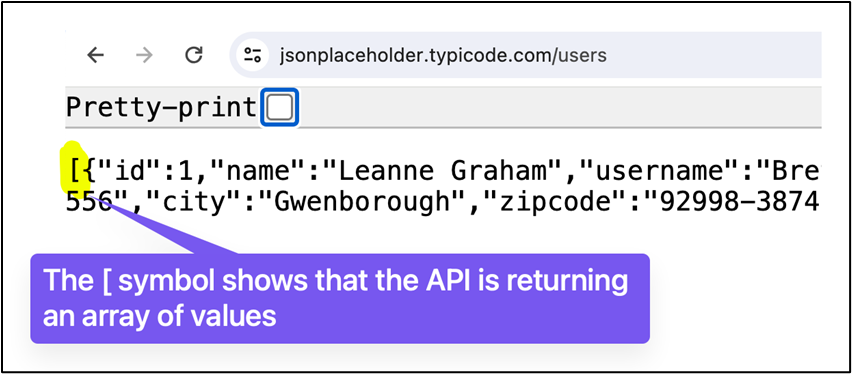 jsonplaceholder.typicode.com/users
Pretty-print
[{"id":1,"name":"Leanne Graham","username":"Bre
556","city":"Gwenborough","zipcode":"92998-3874
The [ symbol shows that the API is returning
an array of values